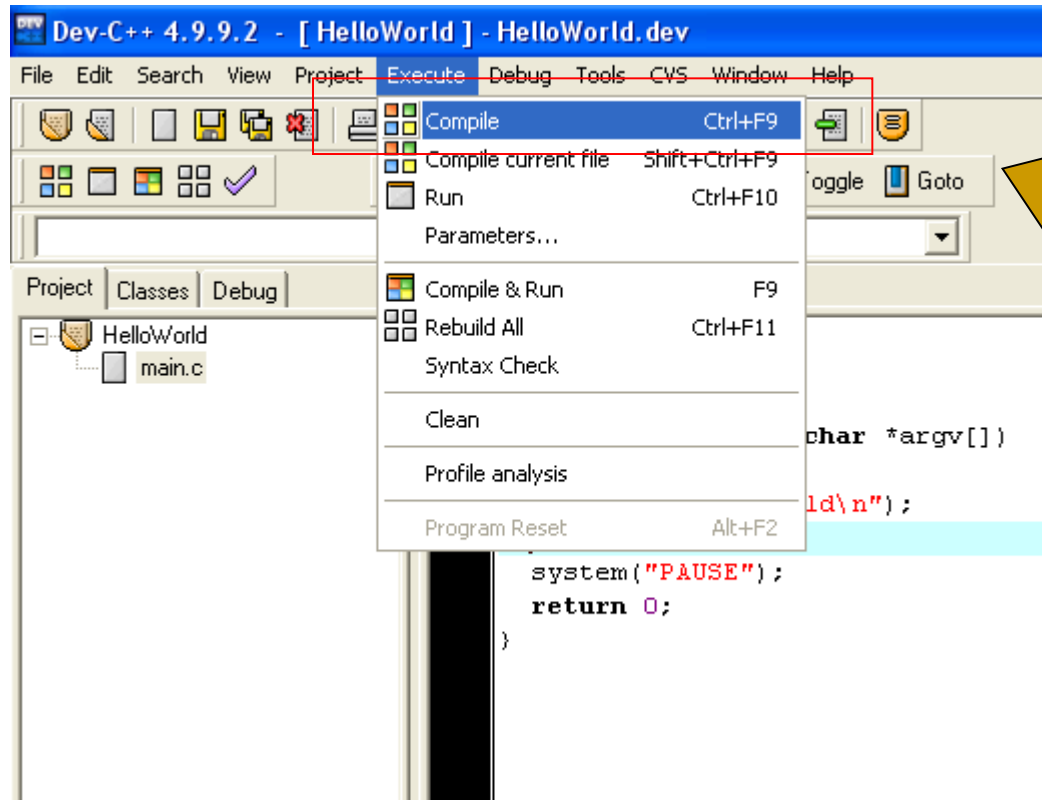 Dev-C++ 4.9.9.2 - [ HelloWorld ] - HelloWorld.dev
File Edit Search View Project Execute Debug Tools CVS Window Help
Compile Ctrl+F9
Compile current file Shift+Ctrl+F9
oggle Goto
Run Ctrl+F10
Parameters...
Project Classes Debug
Compile & Run F9
HelloWorld
Rebuild All Ctrl+F11
main.c
Syntax Check
Clean
char *argv[])
Profile analysis
ld\n");
Program Reset Alt+F2
system("PAUSE");
return 0;
}